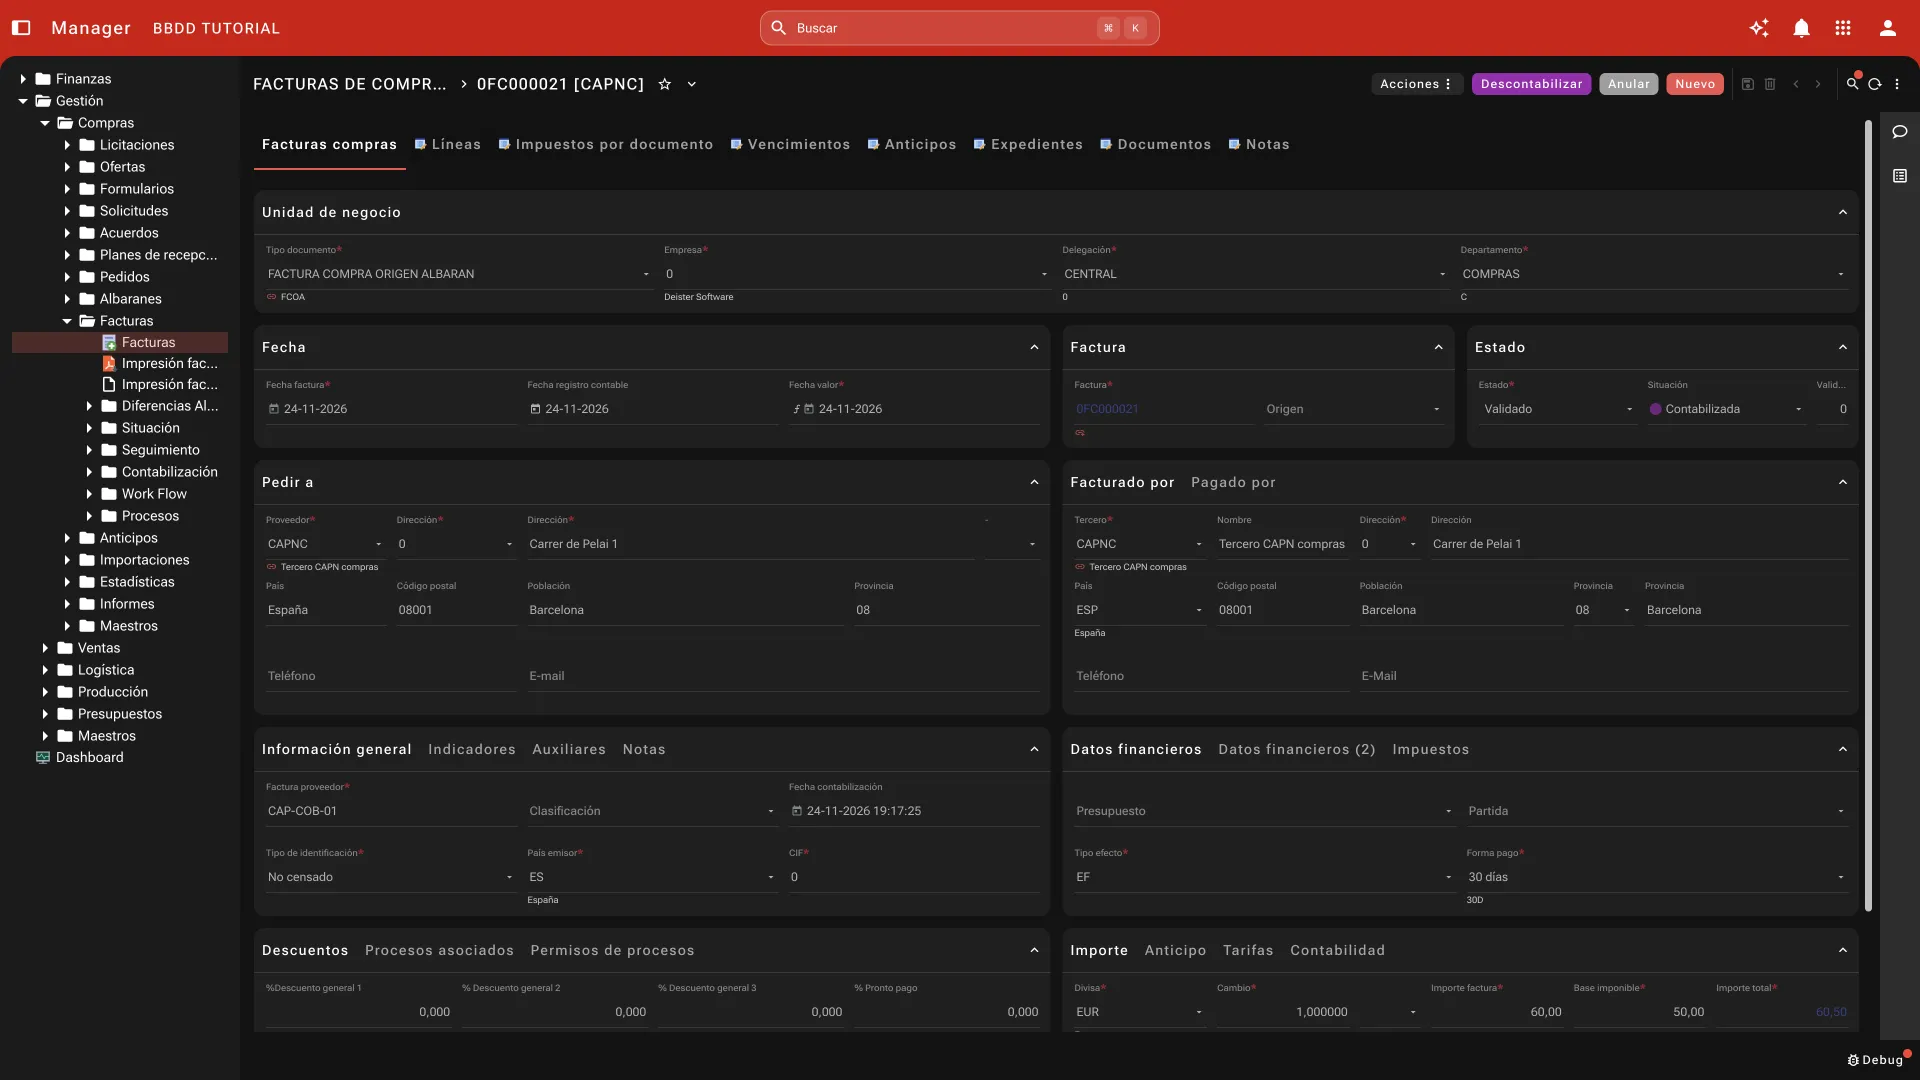 Manager BBDD TUTORIAL Buscar ⌘ K
Finanzas
Gestión
Compras
Licitaciones
Ofertas
Formularios
Solicitudes
Acuerdos
Planes de recepc...
Pedidos
Albaranes
Facturas
Facturas
Impresión fac...
Impresión fac...
Diferencias Al...
Situación
Seguimiento
Contabilización
Work Flow
Procesos
Anticipos
Importaciones
Estadísticas
Informes
Maestros
Ventas
Logística
Producción
Presupuestos
Maestros
Dashboard
FACTURAS DE COMPR... > 0FC000021 [CAPNC]
Acciones Descontabilizar Anular Nuevo
Facturas compras Líneas Impuestos por documento Vencimientos Anticipos Expedientes Documentos Notas
Unidad de negocio
Tipo documento* Empresa* Delegación* Departamento*
FACTURA COMPRA ORIGEN ALBARAN 0 CENTRAL COMPRAS
FCOA Deister Software 0 C
Fecha
Fecha factura* Fecha registro contable Fecha valor*
24-11-2026 24-11-2026 24-11-2026
Factura
Factura*
0FC000021 Origen
Estado
Estado* Situación Valid...
Validado Contabilizada 0
Pedir a
Proveedor* Dirección* Dirección* -
CAPNC 0 Carrer de Pelai 1
Tercero CAPN compras
País Código postal Población Provincia
España 08001 Barcelona 08
Teléfono E-mail
Facturado por Pagado por
Tercero* Nombre Dirección* Dirección
CAPNC Tercero CAPN compras 0 Carrer de Pelai 1
Tercero CAPN compras
País Código postal Población Provincia Provincia
ESP 08001 Barcelona 08 Barcelona
España
Teléfono E-Mail
Información general Indicadores Auxiliares Notas
Factura proveedor* Fecha contabilización
CAP-COB-01 Clasificación 24-11-2026 19:17:25
Tipo de identificación* País emisor* CIF*
No censado ES 0
España
Datos financieros Datos financieros (2) Impuestos
Presupuesto Partida
Tipo efecto* Forma pago*
EF 30 días
30D
Descuentos Procesos asociados Permisos de procesos
%Descuento general 1 % Descuento general 2 % Descuento general 3 % Pronto pago
0,000 0,000 0,000 0,000
Importe Anticipo Tarifas Contabilidad
Divisa* Cambio* Importe factura* Base imponible* Importe total*
EUR 1,000000 60,00 50,00 60,50
Debug